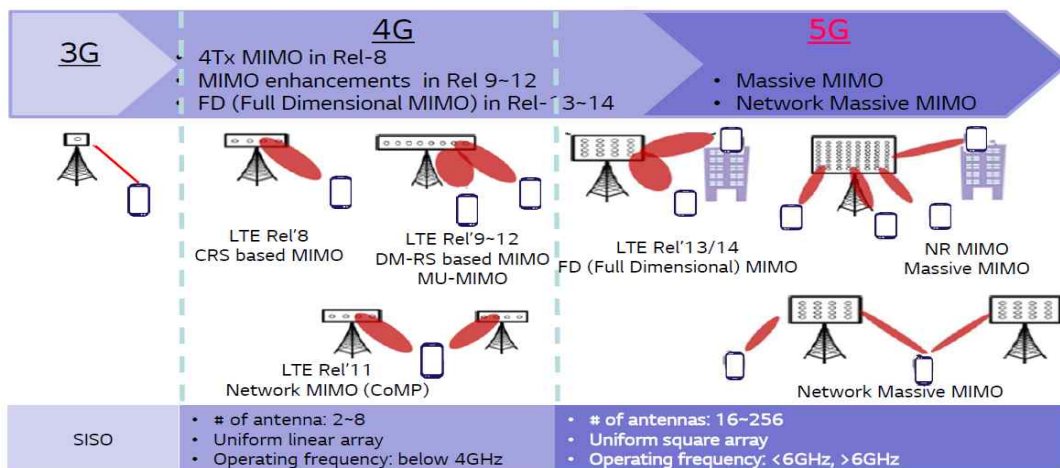 3G
4G
5G
• 4Tx MIMO in Rel-8
• MIMO enhancements in Rel 9~12
• FD (Full Dimensional MIMO) in Rel-13~14
• Massive MIMO
• Network Massive MIMO
LTE Rel'8
CRS based MIMO
LTE Rel'9~12
DM-RS based MIMO
MU-MIMO
LTE Rel'13/14
FD (Full Dimensional) MIMO
NR MIMO
Massive MIMO
LTE Rel'11
Network MIMO (CoMP)
Network Massive MIMO
SISO
• # of antenna: 2~8
• Uniform linear array
• Operating frequency: below 4GHz
• # of antennas: 16~256
• Uniform square array
• Operating frequency: <6GHz, >6GHz